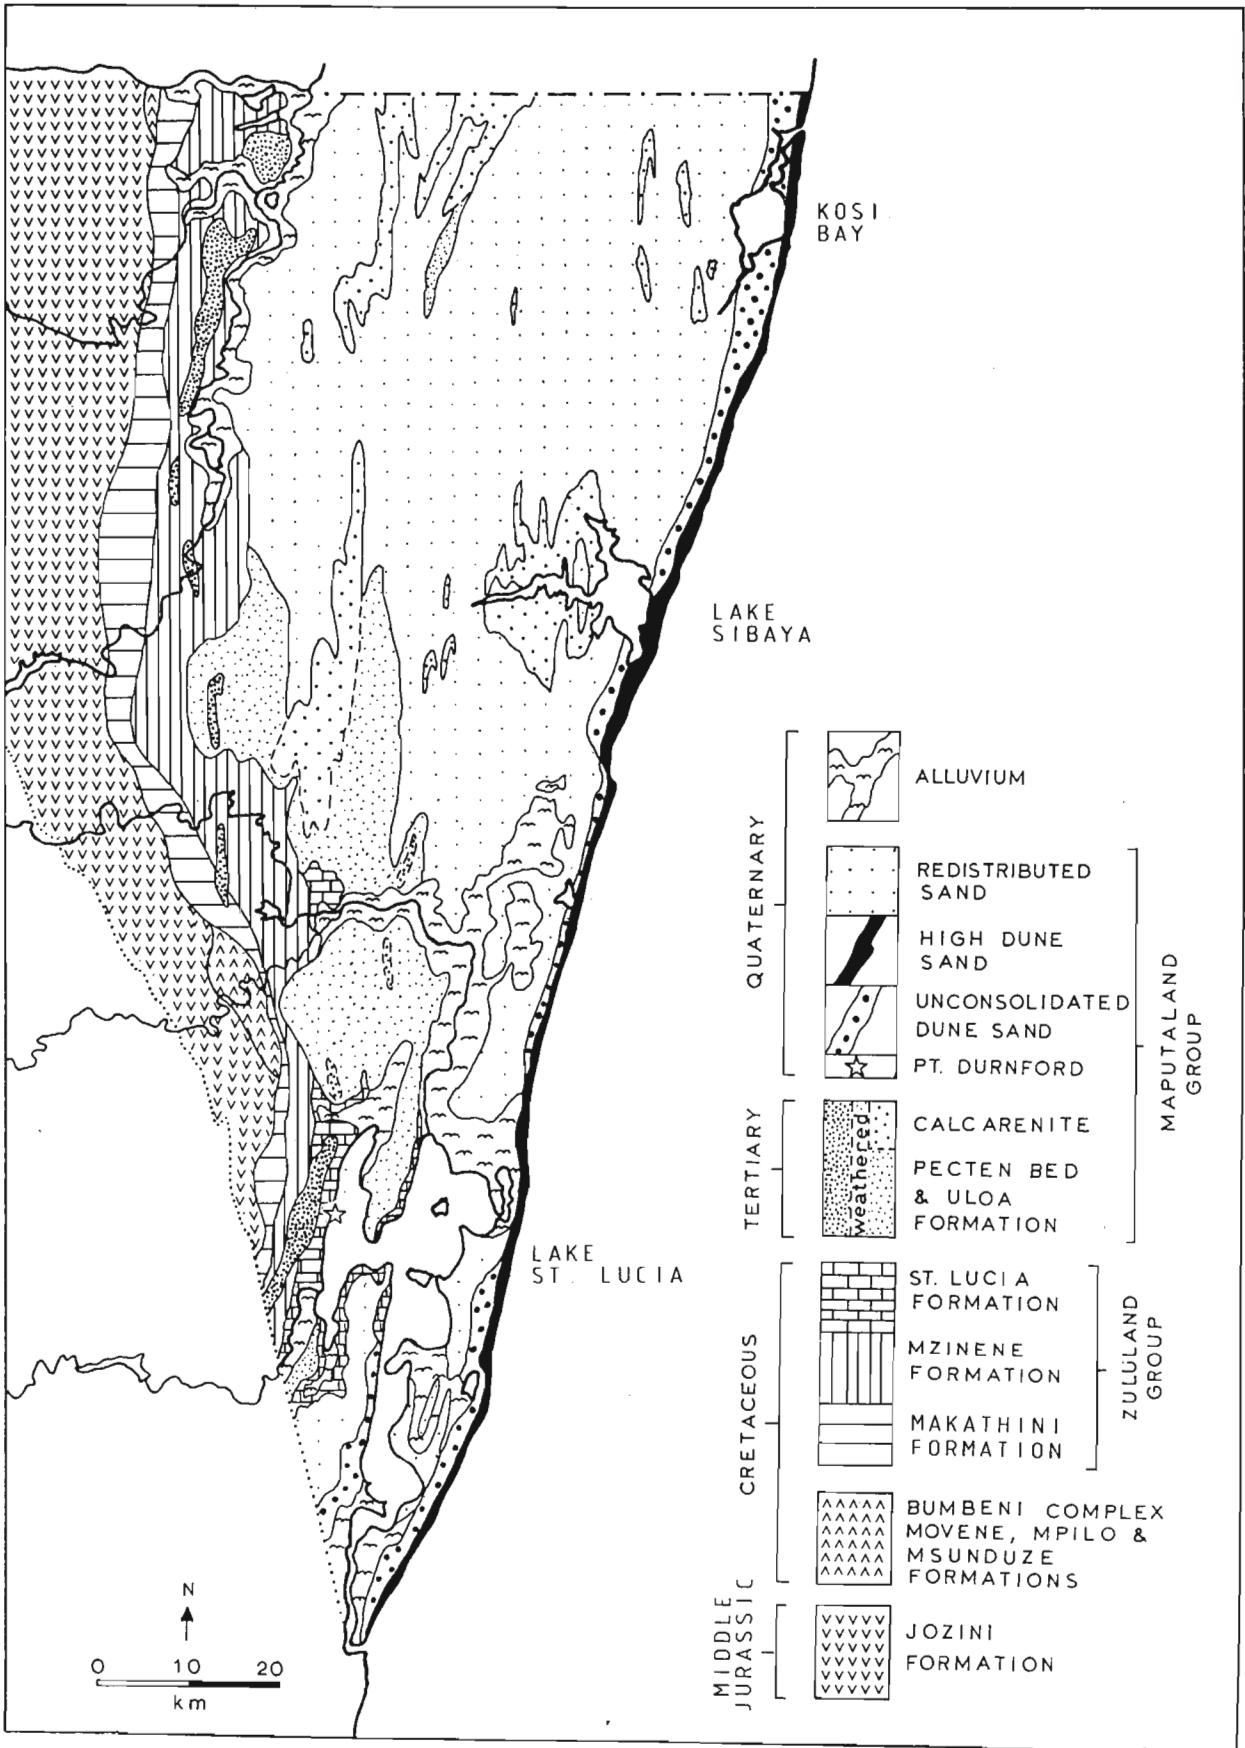 KOSI
BAY
LAKE
SIBAYA
LAKE
ST. LUCIA
QUATERNARY
ALLUVIUM
REDISTRIBUTED
SAND
HIGH DUNE
SAND
UNCONSOLIDATED
DUNE SAND
PT. DURNFORD
MAPUTALAND
GROUP
TERTIARY
weathered
CALCARENITE
PECTEN BED
& ULOA
FORMATION
CRETACEOUS
ST. LUCIA
FORMATION
MZINENE
FORMATION
MAKATHINI
FORMATION
ZULULAND
GROUP
BUMBENI COMPLEX
MOVENE, MPILO &
MSUNDUZE
FORMATIONS
MIDDLE
JURASSIC
JOZINI
FORMATION
N
0 10 20
km